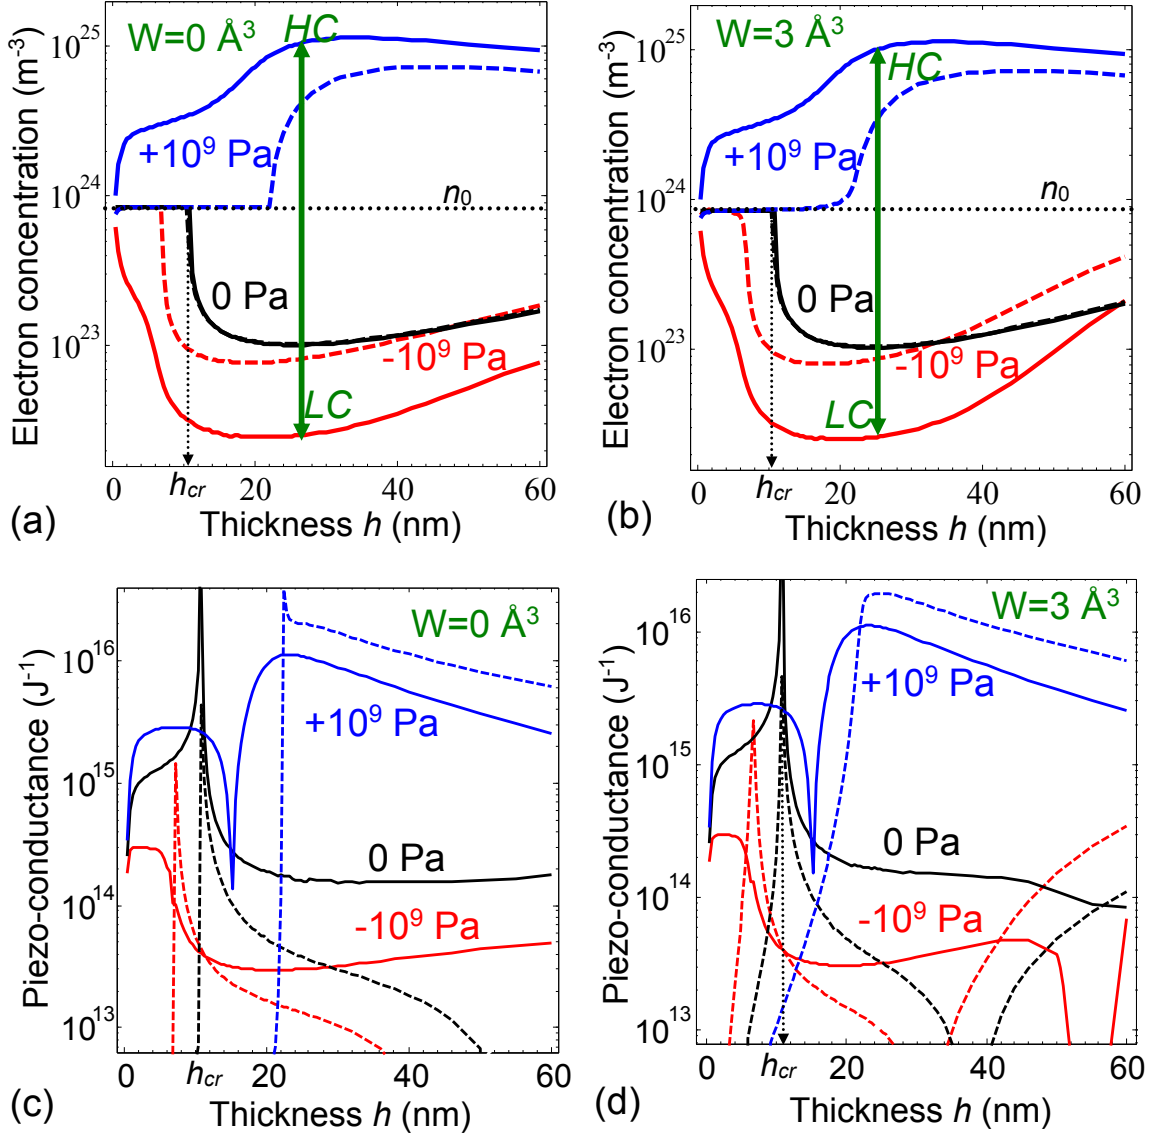 W=0 Å³
HC
10²⁵
+10⁹ Pa
10²⁴
n₀
0 Pa
10²³
-10⁹ Pa
LC
Electron concentration (m⁻³)
0
h_cr
20
40
60
Thickness h (nm)
(a)
W=3 Å³
HC
10²⁵
+10⁹ Pa
10²⁴
n₀
0 Pa
10²³
-10⁹ Pa
LC
Electron concentration (m⁻³)
0
h_cr
20
40
60
Thickness h (nm)
(b)
W=0 Å³
10¹⁶
+10⁹ Pa
10¹⁵
0 Pa
10¹⁴
-10⁹ Pa
10¹³
Piezo-conductance (J⁻¹)
0
h_cr
20
40
60
Thickness h (nm)
(c)
W=3 Å³
10¹⁶
+10⁹ Pa
10¹⁵
0 Pa
10¹⁴
-10⁹ Pa
10¹³
Piezo-conductance (J⁻¹)
0
h_cr
20
40
60
Thickness h (nm)
(d)